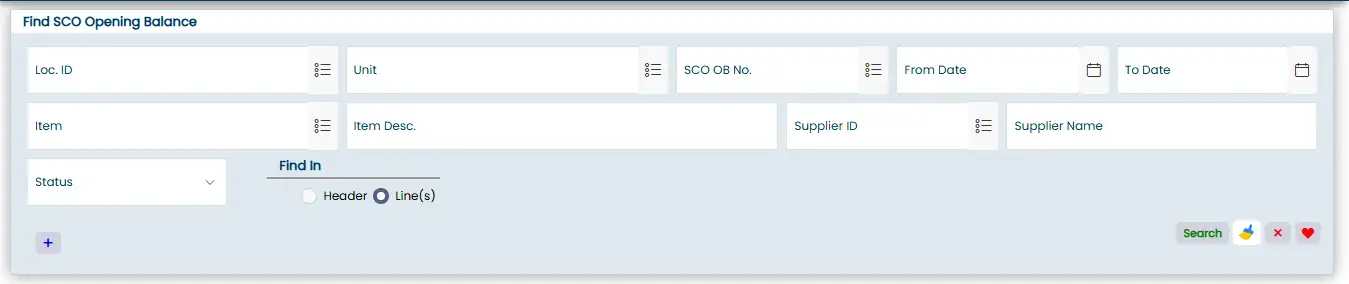 Find SCO Opening Balance
Loc. ID Unit SCO OB No. From Date To Date
Item Item Desc. Supplier ID Supplier Name
Status Find In
Header Line(s)
Search
+